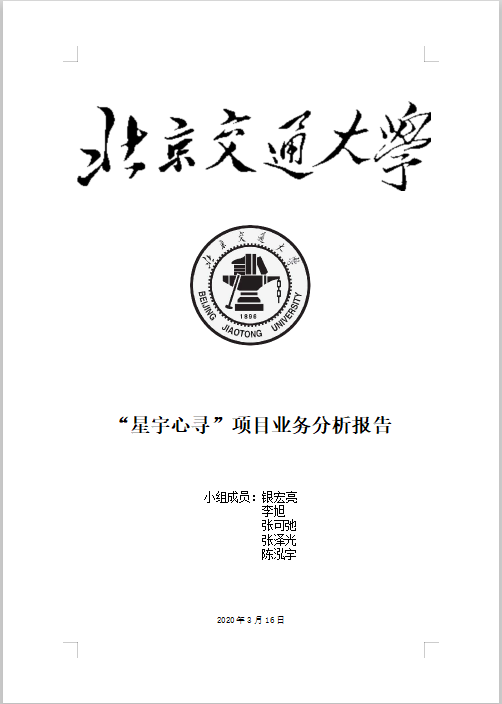 北京交通大學
北京交通大学
BEIJING JIAOTONG UNIVERSITY
1896
“星宇心寻”项目业务分析报告
小组成员：银宏亮
李旭
张可弛
张泽光
陈泓宇
2020年3月16日